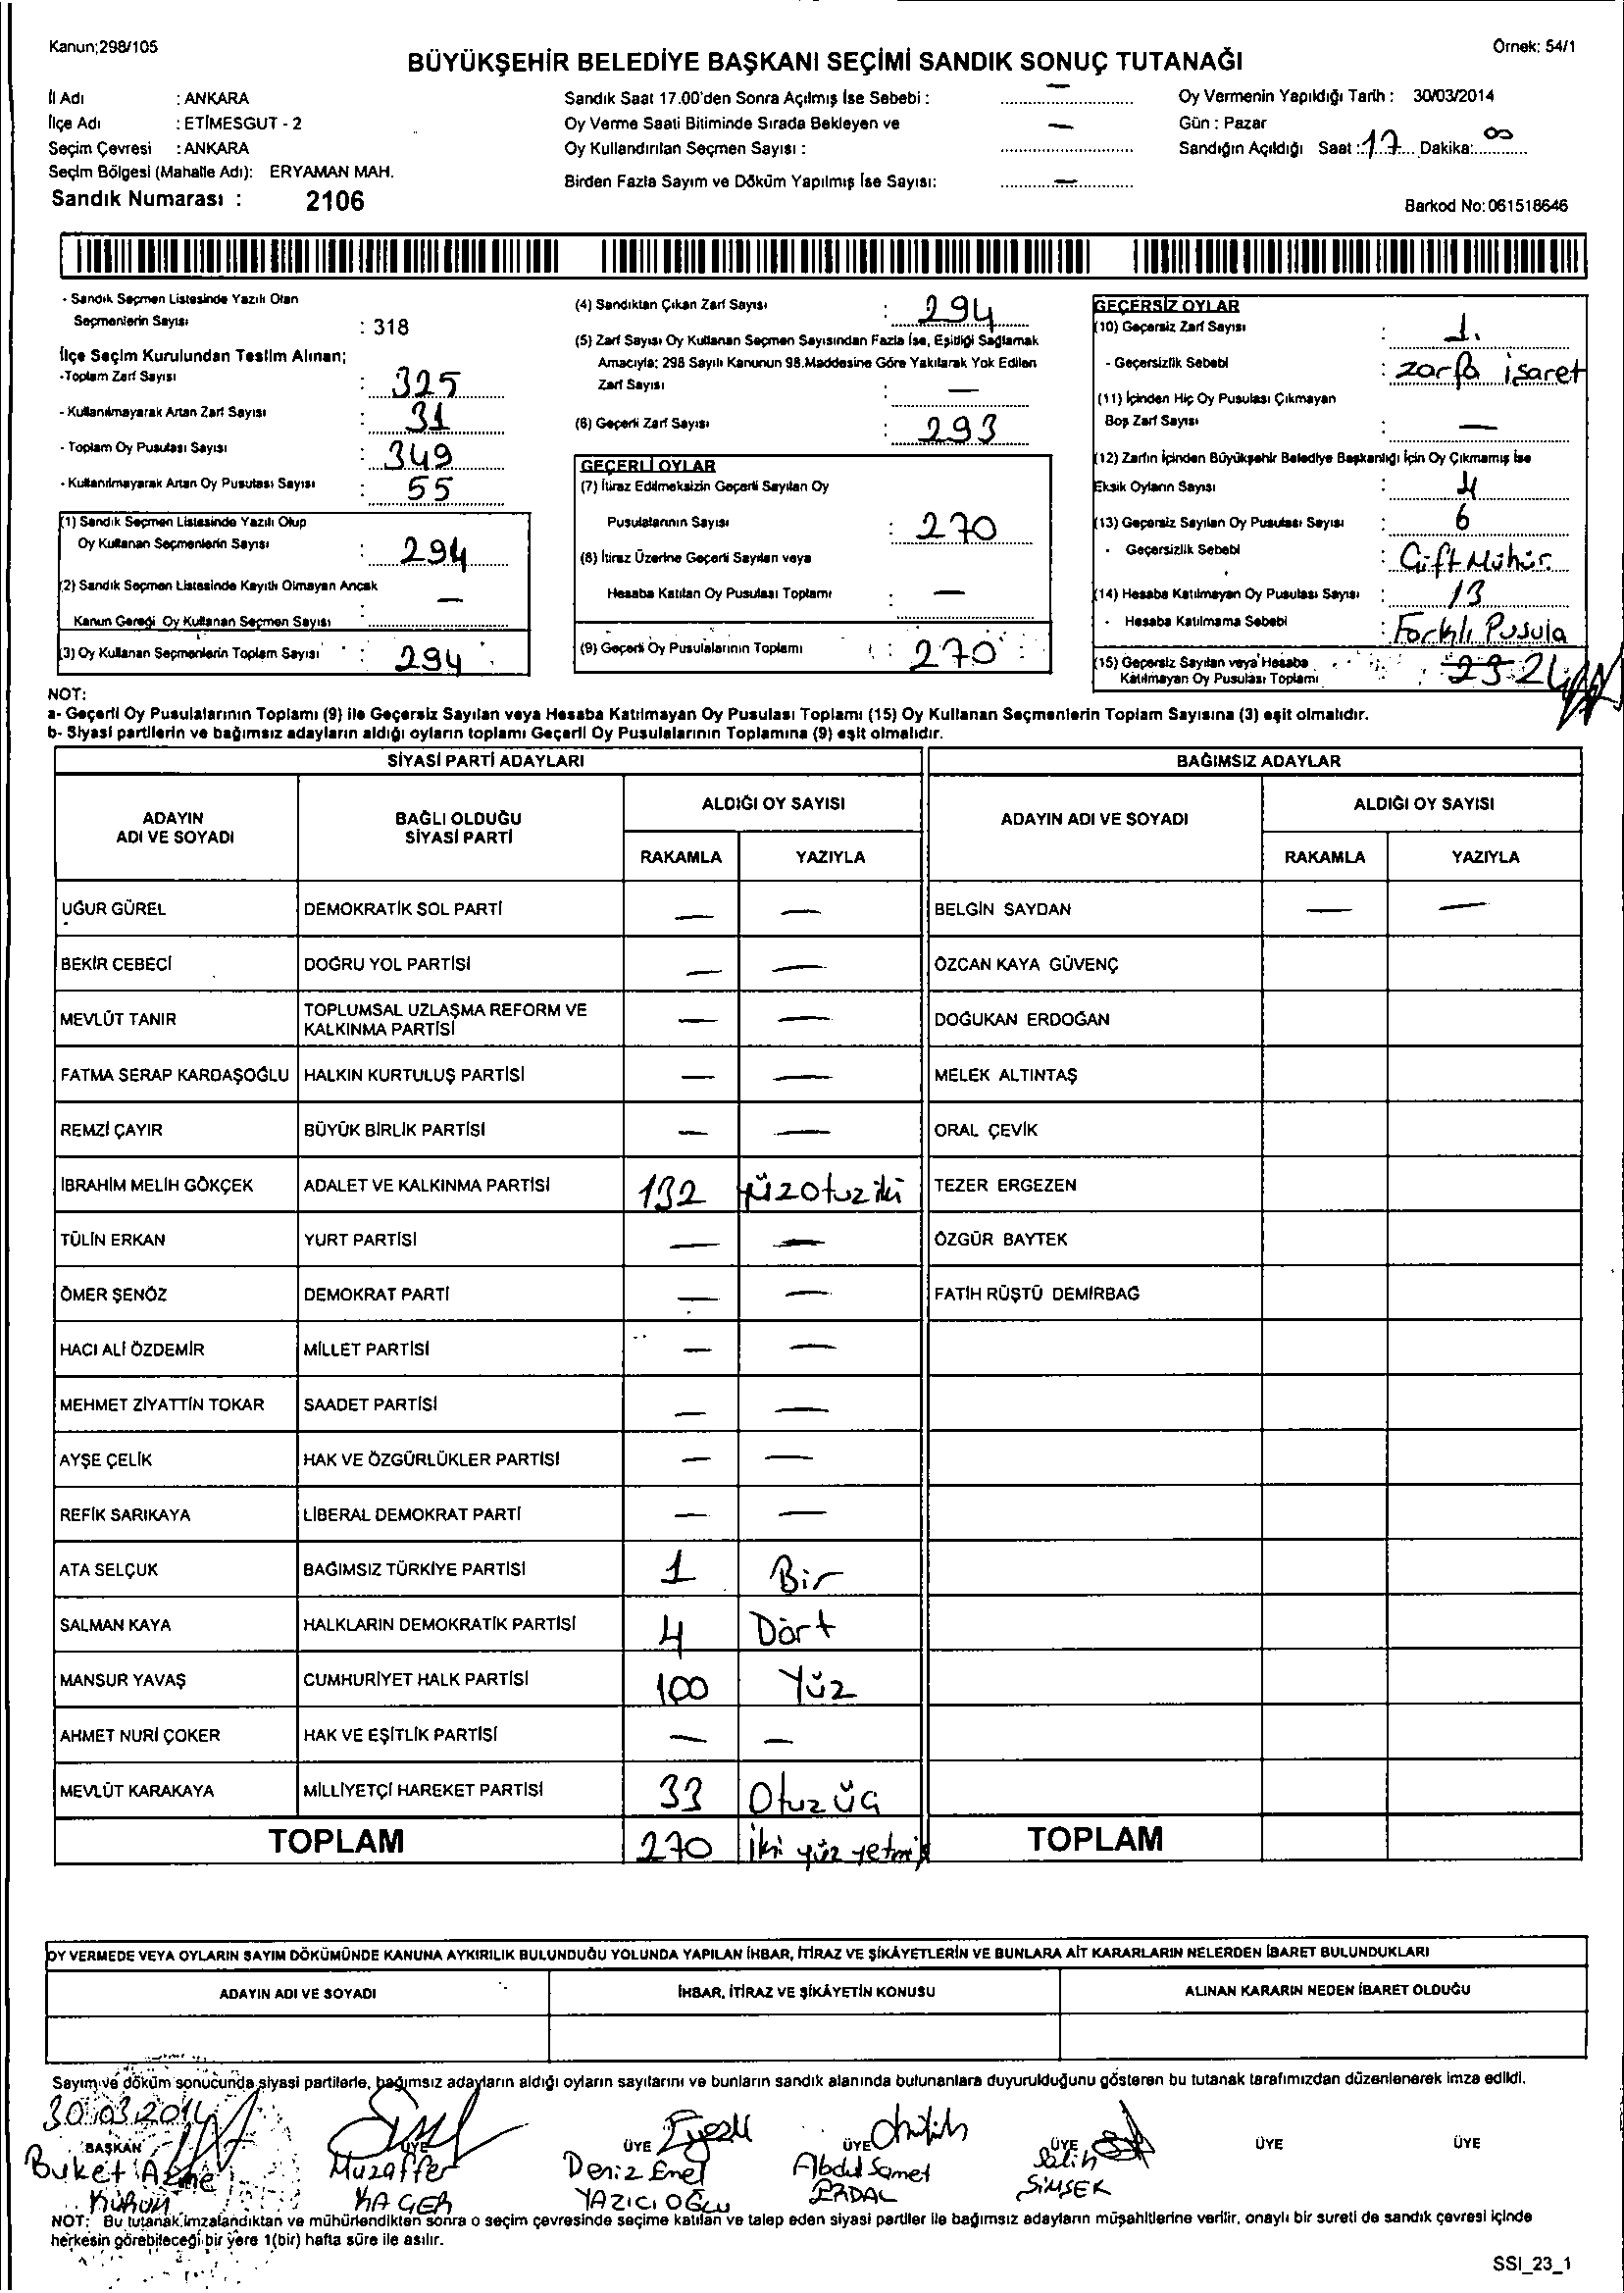 Kanun;298/105
BÜYÜKŞEHİR BELEDİYE BAŞKANI SEÇİMİ SANDIK SONUÇ TUTANAĞI
Örnek: 54/1
İl Adı : ANKARA
İlçe Adı : ETİMESGUT - 2
Seçim Çevresi : ANKARA
Seçim Bölgesi (Mahalle Adı): ERYAMAN MAH.
Sandık Numarası : 2106
Sandık Saat 17.00'den Sonra Açılmış İse Sebebi : —
Oy Verme Saati Bitiminde Sırada Bekleyen ve
Oy Kullandırılan Seçmen Sayısı : —
Birden Fazla Sayım ve Döküm Yapılmış İse Sayısı: —
Oy Vermenin Yapıldığı Tarih : 30/03/2014
Gün : Pazar
Sandığın Açıldığı Saat : 17 Dakika: 00
Barkod No: 061518646
- Sandık Seçmen Listesinde Yazılı Olan
Seçmenlerin Sayısı : 318
İlçe Seçim Kurulundan Teslim Alınan;
-Toplam Zarf Sayısı : 325
- Kullanılmayarak Artan Zarf Sayısı : 31
- Toplam Oy Pusulası Sayısı : 349
- Kullanılmayarak Artan Oy Pusulası Sayısı : 55
(1) Sandık Seçmen Listesinde Yazılı Olup
Oy Kullanan Seçmenlerin Sayısı : 294
(2) Sandık Seçmen Listesinde Kayıtlı Olmayan Ancak
Kanun Gereği Oy Kullanan Seçmen Sayısı : —
(3) Oy Kullanan Seçmenlerin Toplam Sayısı : 294
(4) Sandıktan Çıkan Zarf Sayısı : 294
(5) Zarf Sayısı Oy Kullanan Seçmen Sayısından Fazla İse, Eşitliği Sağlamak
Amacıyla; 298 Sayılı Kanunun 98.Maddesine Göre Yakılarak Yok Edilen
Zarf Sayısı : —
(6) Geçerli Zarf Sayısı : 293
GEÇERLİ OYLAR
(7) İtiraz Edilmeksizin Geçerli Sayılan Oy
Pusulalarının Sayısı : 270
(8) İtiraz Üzerine Geçerli Sayılan veya
Hesaba Katılan Oy Pusulası Toplamı : —
(9) Geçerli Oy Pusulalarının Toplamı : 270
GEÇERSİZ OYLAR
(10) Geçersiz Zarf Sayısı : 1.
- Geçersizlik Sebebi : zarfa işaret
(11) İçinden Hiç Oy Pusulası Çıkmayan
Boş Zarf Sayısı : —
(12) Zarfın İçinden Büyükşehir Belediye Başkanlığı İçin Oy Çıkmamış İse
Eksik Oyların Sayısı : 4
(13) Geçersiz Sayılan Oy Pusulası Sayısı : 6
- Geçersizlik Sebebi : Çift Mühür.
(14) Hesaba Katılmayan Oy Pusulası Sayısı : 13
- Hesaba Katılmama Sebebi : Farklı Pusula
(15) Geçersiz Sayılan veya Hesaba
Katılmayan Oy Pusulası Toplamı : 23 24
NOT:
a- Geçerli Oy Pusulalarının Toplamı (9) ile Geçersiz Sayılan veya Hesaba Katılmayan Oy Pusulası Toplamı (15) Oy Kullanan Seçmenlerin Toplam Sayısına (3) eşit olmalıdır.
b- Siyasi partilerin ve bağımsız adayların aldığı oyların toplamı Geçerli Oy Pusulalarının Toplamına (9) eşit olmalıdır.
SİYASİ PARTİ ADAYLARI
BAĞIMSIZ ADAYLAR
ADAYIN ADI VE SOYADI
BAĞLI OLDUĞU SİYASİ PARTİ
ALDIĞI OY SAYISI
RAKAMLA YAZIYLA
ADAYIN ADI VE SOYADI
ALDIĞI OY SAYISI
RAKAMLA YAZIYLA
UĞUR GÜREL DEMOKRATİK SOL PARTİ — — BELGİN SAYDAN — —
BEKİR CEBECİ DOĞRU YOL PARTİSİ — — ÖZCAN KAYA GÜVENÇ
MEVLÜT TANIR TOPLUMSAL UZLAŞMA REFORM VE KALKINMA PARTİSİ — — DOĞUKAN ERDOĞAN
FATMA SERAP KARDAŞOĞLU HALKIN KURTULUŞ PARTİSİ — — MELEK ALTINTAŞ
REMZİ ÇAYIR BÜYÜK BİRLİK PARTİSİ — — ORAL ÇEVİK
İBRAHİM MELİH GÖKÇEK ADALET VE KALKINMA PARTİSİ 132 yüzotuziki TEZER ERGEZEN
TÜLİN ERKAN YURT PARTİSİ — — ÖZGÜR BAYTEK
ÖMER ŞENÖZ DEMOKRAT PARTİ — — FATİH RÜŞTÜ DEMİRBAĞ
HACI ALİ ÖZDEMİR MİLLET PARTİSİ — —
MEHMET ZİYATTİN TOKAR SAADET PARTİSİ — —
AYŞE ÇELİK HAK VE ÖZGÜRLÜKLER PARTİSİ — —
REFİK SARIKAYA LİBERAL DEMOKRAT PARTİ — —
ATA SELÇUK BAĞIMSIZ TÜRKİYE PARTİSİ 1 Bir
SALMAN KAYA HALKLARIN DEMOKRATİK PARTİSİ 4 Dört
MANSUR YAVAŞ CUMHURİYET HALK PARTİSİ 100 Yüz
AHMET NURİ ÇOKER HAK VE EŞİTLİK PARTİSİ — —
MEVLÜT KARAKAYA MİLLİYETÇİ HAREKET PARTİSİ 33 Otuz üç
TOPLAM 270 İki yüz yetmiş TOPLAM
OY VERMEDE VEYA OYLARIN SAYIM DÖKÜMÜNDE KANUNA AYKIRILIK BULUNDUĞU YOLUNDA YAPILAN İHBAR, İTİRAZ VE ŞİKÂYETLERİN VE BUNLARA AİT KARARLARIN NELERDEN İBARET BULUNDUKLARI
ADAYIN ADI VE SOYADI İHBAR, İTİRAZ VE ŞİKÂYETİN KONUSU ALINAN KARARIN NEDEN İBARET OLDUĞU
Sayım ve döküm sonucunda siyasi partilerle, bağımsız adayların aldığı oyların sayılarını ve bunların sandık alanında bulunanlara duyurulduğunu gösteren bu tutanak tarafımızdan düzenlenerek imza edildi.
30.03.2014
BAŞKAN ÜYE ÜYE ÜYE ÜYE ÜYE ÜYE
Buket Muzaffer Deniz Enel Abdul Samet Salih
KAÇER YAZICIOĞLU ERDAL ŞİMŞEK
NOT: Bu tutanak imzalandıktan ve mühürlendikten sonra o seçim çevresinde seçime katılan ve talep eden siyasi partiler ile bağımsız adayların müşahitlerine verilir, onaylı bir sureti de sandık çevresi içinde
herkesin görebileceği bir yere 1(bir) hafta süre ile asılır.
SSI_23_1